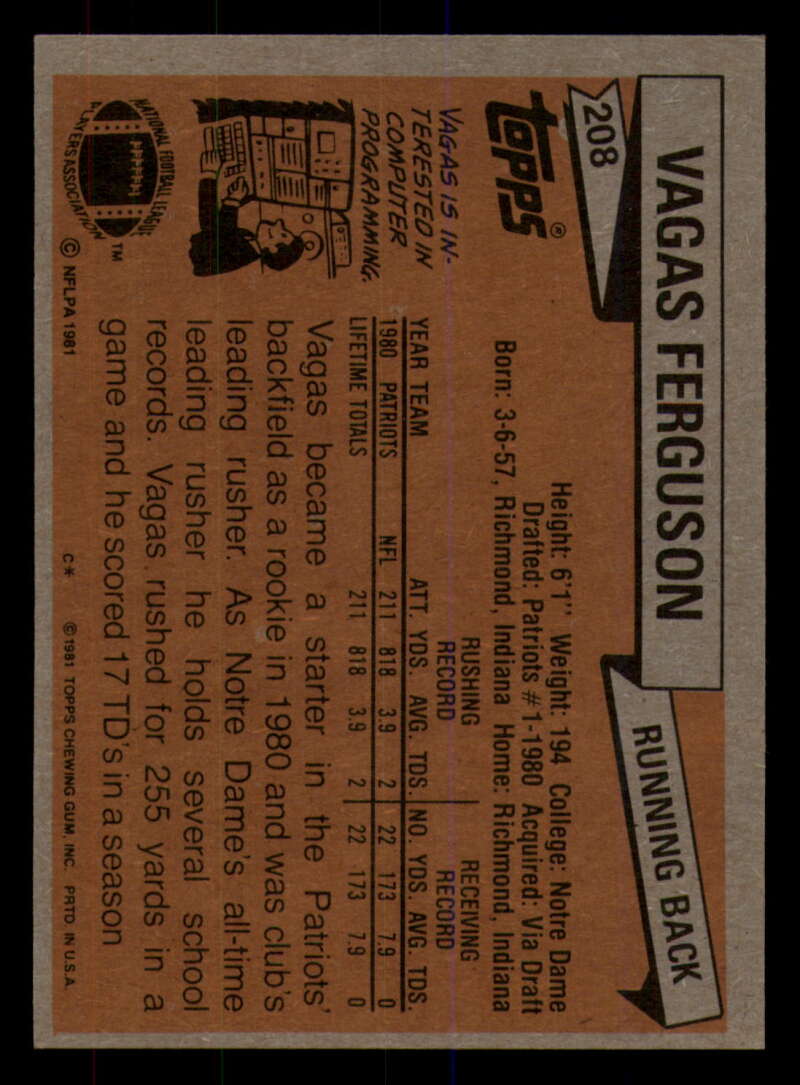 VAGAS FERGUSON
RUNNING BACK
208
TOPPS®
Height: 6'1" Weight: 194 College: Notre Dame
Drafted: Patriots #1-1980 Acquired: Via Draft
Born: 3-6-57, Richmond, Indiana Home: Richmond, Indiana
VAGAS IS IN-
TERESTED IN
COMPUTER
PROGRAMMING.
RUSHING RECEIVING
RECORD RECORD
YEAR TEAM ATT. YDS. AVG. TDS. NO. YDS. AVG. TDS.
1980 PATRIOTS NFL 211 818 3.9 2 22 173 7.9 0
LIFETIME TOTALS 211 818 3.9 2 22 173 7.9 0
Vagas became a starter in the Patriots'
backfield as a rookie in 1980 and was club's
leading rusher. As Notre Dame's all-time
leading rusher he holds several school
records. Vagas rushed for 255 yards in a
game and he scored 17 TD's in a season
NATIONAL FOOTBALL LEAGUE
PLAYERS ASSOCIATION
TM
© NFLPA 1981
C* ©1981 TOPPS CHEWING GUM, INC. PRTD IN U.S.A.